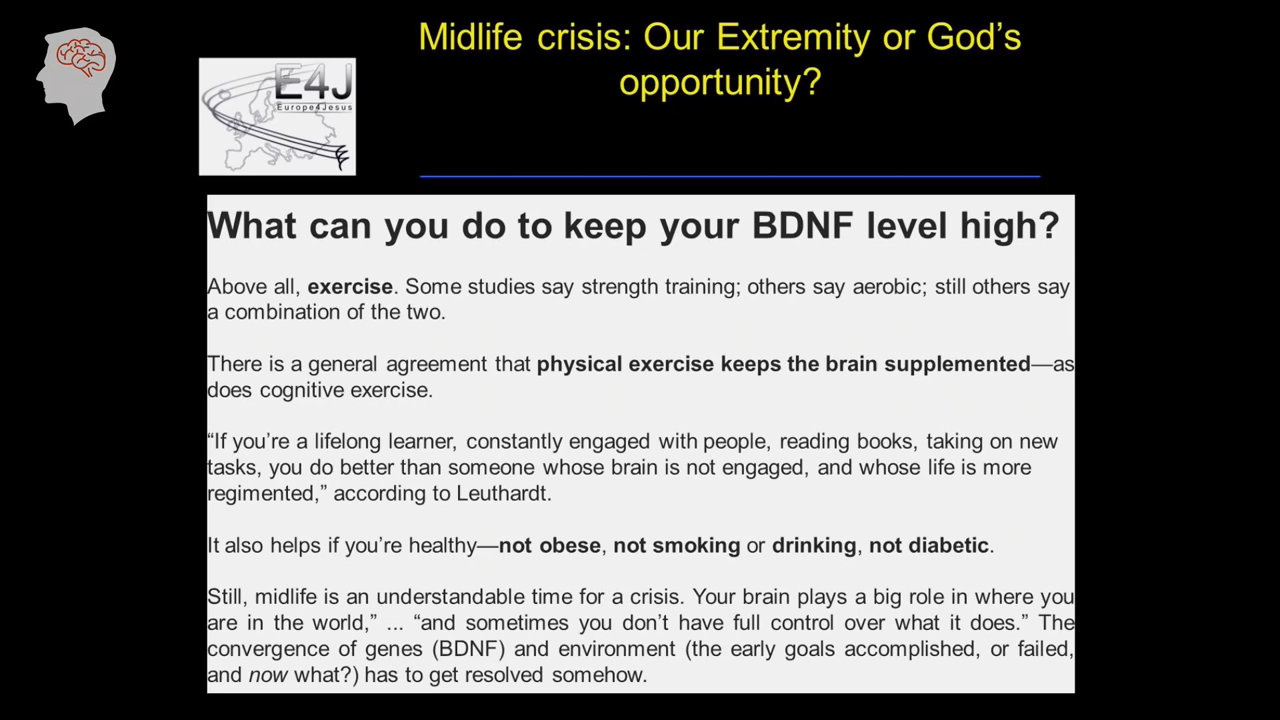 Midlife crisis: Our Extremity or God’s
opportunity?
E4J
Europe4Jesus
What can you do to keep your BDNF level high?
Above all, exercise. Some studies say strength training; others say aerobic; still others say
a combination of the two.
There is a general agreement that physical exercise keeps the brain supplemented—as
does cognitive exercise.
“If you’re a lifelong learner, constantly engaged with people, reading books, taking on new
tasks, you do better than someone whose brain is not engaged, and whose life is more
regimented,” according to Leuthardt.
It also helps if you’re healthy—not obese, not smoking or drinking, not diabetic.
Still, midlife is an understandable time for a crisis. Your brain plays a big role in where you
are in the world,” ... “and sometimes you don’t have full control over what it does.” The
convergence of genes (BDNF) and environment (the early goals accomplished, or failed,
and now what?) has to get resolved somehow.